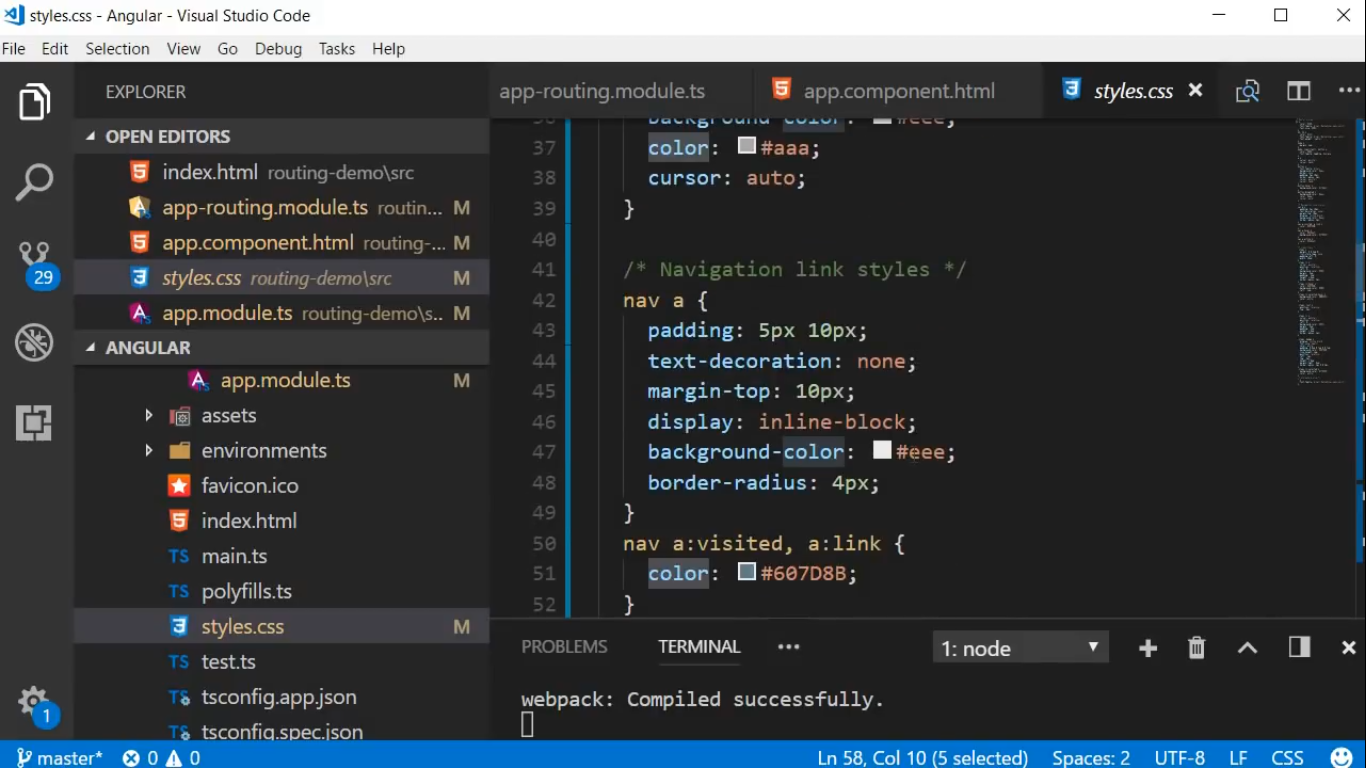 styles.css - Angular - Visual Studio Code
File Edit Selection View Go Debug Tasks Help
EXPLORER
OPEN EDITORS
index.html routing-demo\src
app-routing.module.ts routin... M
app.component.html routing-... M
styles.css routing-demo\src M
app.module.ts routing-demo\s.. M
ANGULAR
app.module.ts M
assets
environments
favicon.ico
index.html
main.ts
polyfills.ts
styles.css M
test.ts
tsconfig.app.json
tsconfig.spec.json
29
1
app-routing.module.ts app.component.html styles.css
36 background-color: #eee;
37 color: #aaa;
38 cursor: auto;
39 }
40
41 /* Navigation link styles */
42 nav a {
43 padding: 5px 10px;
44 text-decoration: none;
45 margin-top: 10px;
46 display: inline-block;
47 background-color: #eee;
48 border-radius: 4px;
49 }
50 nav a:visited, a:link {
51 color: #607D8B;
52 }
PROBLEMS TERMINAL ••• 1: node
webpack: Compiled successfully.
master* 0 0 Ln 58, Col 10 (5 selected) Spaces: 2 UTF-8 LF CSS